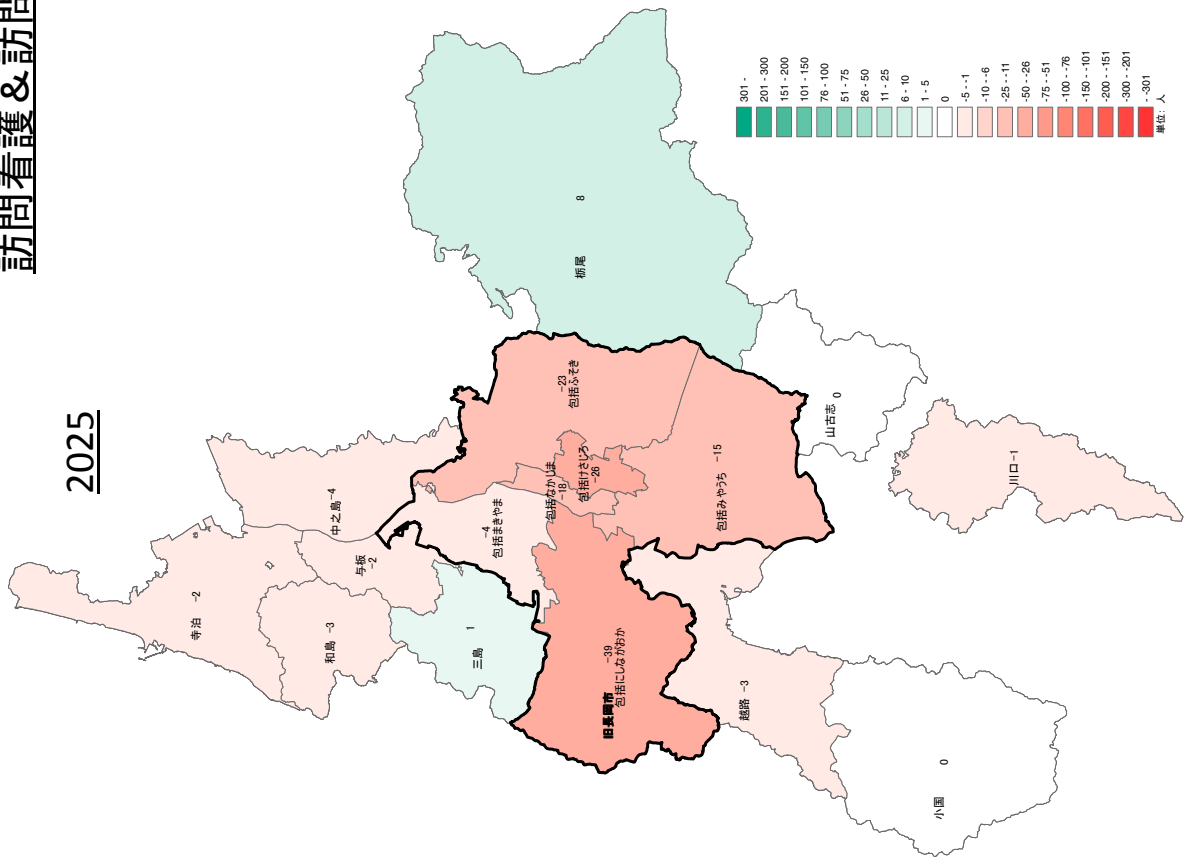 訪問看護＆訪問
2025
寺泊 -2
中之島 -4
与板
-2
和島 -3
三島 1
-4
包括まきやま
-23
包括ふそき
包括なかじま
-18
包括けさじろ
-26
包括みやうち -15
旧長岡市
-39
包括にしながおか
栃尾 8
山古志 0
川口 -1
越路 -3
小国 0
301 -
201 - 300
151 - 200
101 - 150
76 - 100
51 - 75
26 - 50
11 - 25
6 - 10
1 - 5
0
-5 - -1
-10 - -6
-25 - -11
-50 - -26
-75 - -51
-100 - -76
-150 - -101
-200 - -151
-300 - -201
- -301
単位: 人